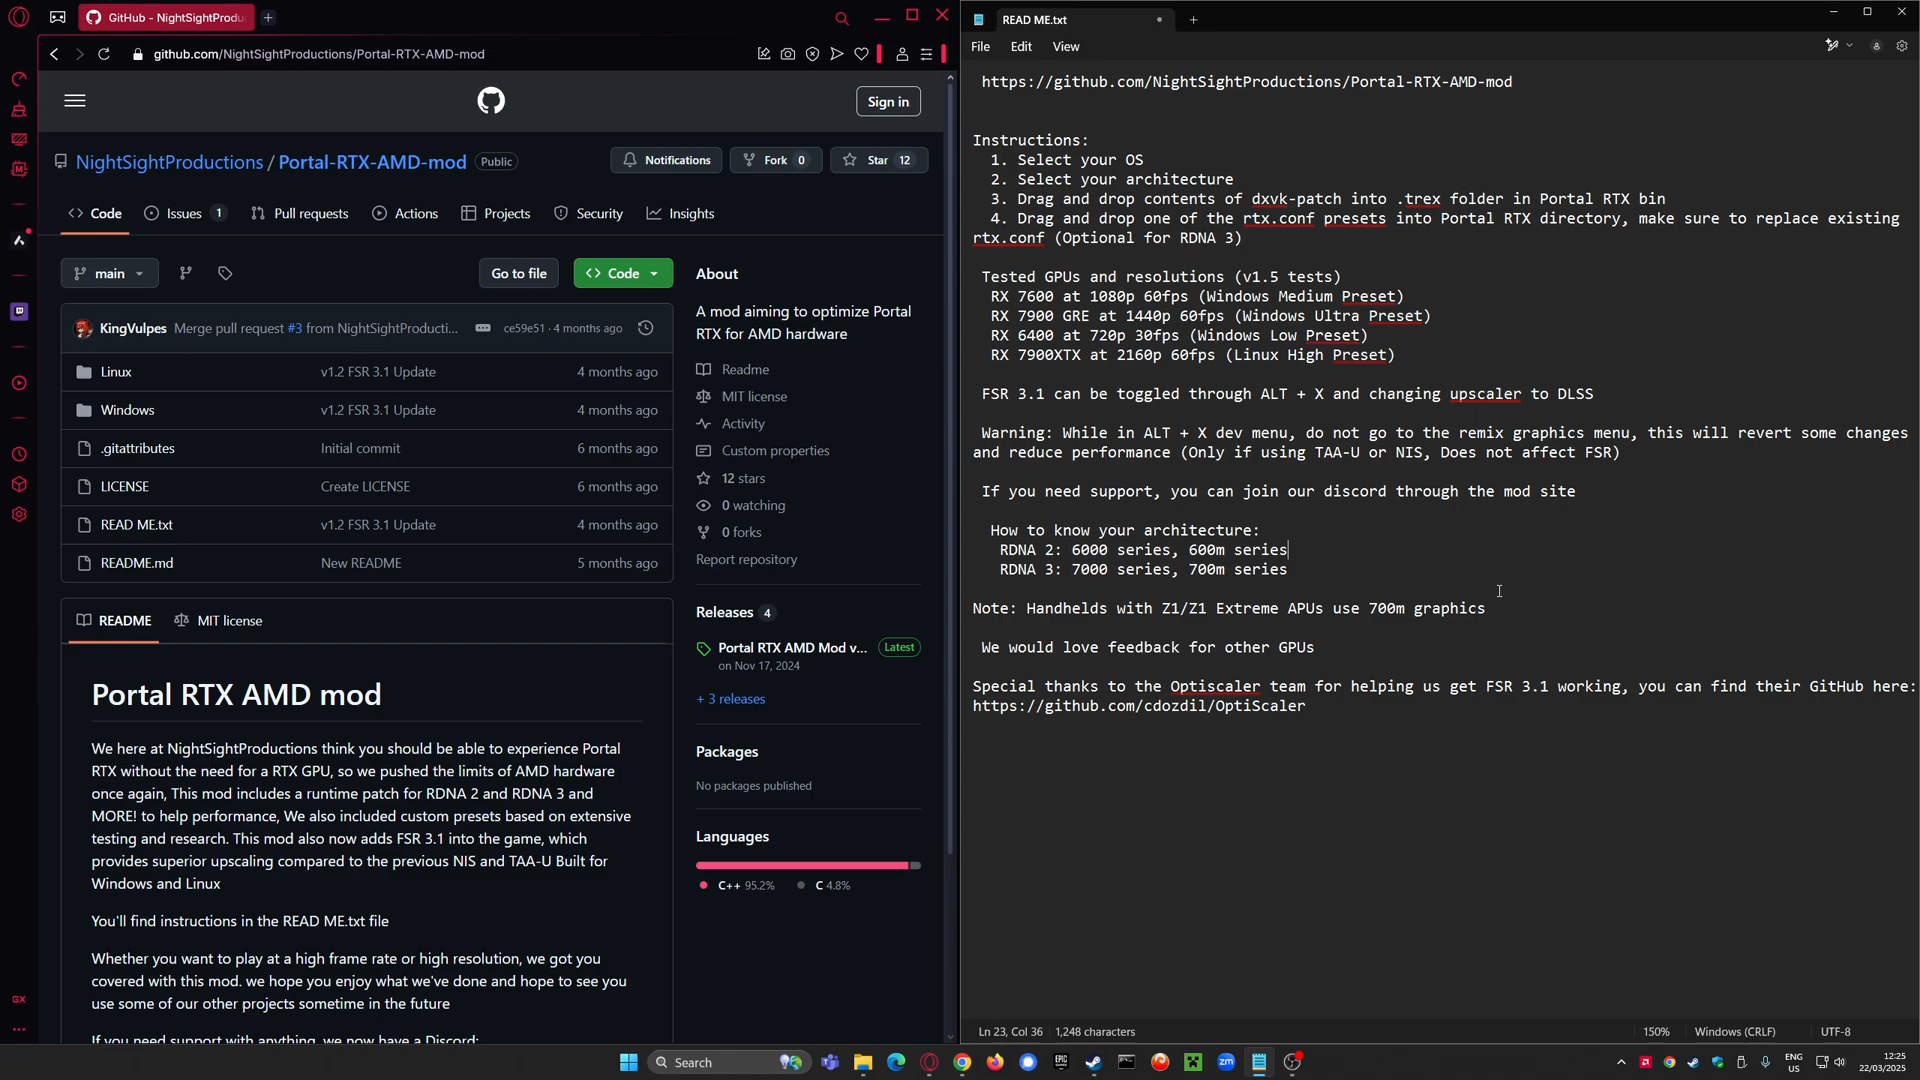 GitHub - NightSightProdu
github.com/NightSightProductions/Portal-RTX-AMD-mod
Sign in
NightSightProductions / Portal-RTX-AMD-mod Public
Notifications
Fork 0
Star 12
Code
Issues 1
Pull requests
Actions
Projects
Security
Insights
main
Go to file
Code
KingVulpes Merge pull request #3 from NightSightProducti... ce59e51 · 4 months ago
Linux v1.2 FSR 3.1 Update 4 months ago
Windows v1.2 FSR 3.1 Update 4 months ago
.gitattributes Initial commit 6 months ago
LICENSE Create LICENSE 6 months ago
READ ME.txt v1.2 FSR 3.1 Update 4 months ago
README.md New README 5 months ago
README
MIT license
Portal RTX AMD mod
We here at NightSightProductions think you should be able to experience Portal
RTX without the need for a RTX GPU, so we pushed the limits of AMD hardware
once again, This mod includes a runtime patch for RDNA 2 and RDNA 3 and
MORE! to help performance, We also included custom presets based on extensive
testing and research. This mod also now adds FSR 3.1 into the game, which
provides superior upscaling compared to the previous NIS and TAA-U Built for
Windows and Linux
You'll find instructions in the READ ME.txt file
Whether you want to play at a high frame rate or high resolution, we got you
covered with this mod. we hope you enjoy what we've done and hope to see you
use some of our other projects sometime in the future
If you need support with anything, we now have a Discord:
About
A mod aiming to optimize Portal
RTX for AMD hardware
Readme
MIT license
Activity
Custom properties
12 stars
0 watching
0 forks
Report repository
Releases 4
Portal RTX AMD Mod v... Latest
on Nov 17, 2024
+ 3 releases
Packages
No packages published
Languages
C++ 95.2% C 4.8%
GX
READ ME.txt
File Edit View
https://github.com/NightSightProductions/Portal-RTX-AMD-mod
Instructions:
1. Select your OS
2. Select your architecture
3. Drag and drop contents of dxvk-patch into .trex folder in Portal RTX bin
4. Drag and drop one of the rtx.conf presets into Portal RTX directory, make sure to replace existing
rtx.conf (Optional for RDNA 3)
Tested GPUs and resolutions (v1.5 tests)
RX 7600 at 1080p 60fps (Windows Medium Preset)
RX 7900 GRE at 1440p 60fps (Windows Ultra Preset)
RX 6400 at 720p 30fps (Windows Low Preset)
RX 7900XTX at 2160p 60fps (Linux High Preset)
FSR 3.1 can be toggled through ALT + X and changing upscaler to DLSS
Warning: While in ALT + X dev menu, do not go to the remix graphics menu, this will revert some changes
and reduce performance (Only if using TAA-U or NIS, Does not affect FSR)
If you need support, you can join our discord through the mod site
How to know your architecture:
RDNA 2: 6000 series, 600m series
RDNA 3: 7000 series, 700m series
Note: Handhelds with Z1/Z1 Extreme APUs use 700m graphics
We would love feedback for other GPUs
Special thanks to the Optiscaler team for helping us get FSR 3.1 working, you can find their GitHub here:
https://github.com/cdozdil/OptiScaler
Ln 23, Col 36 1,248 characters 150% Windows (CRLF) UTF-8
Search
EPIC
zm
ENG
US
12:25
22/03/2025